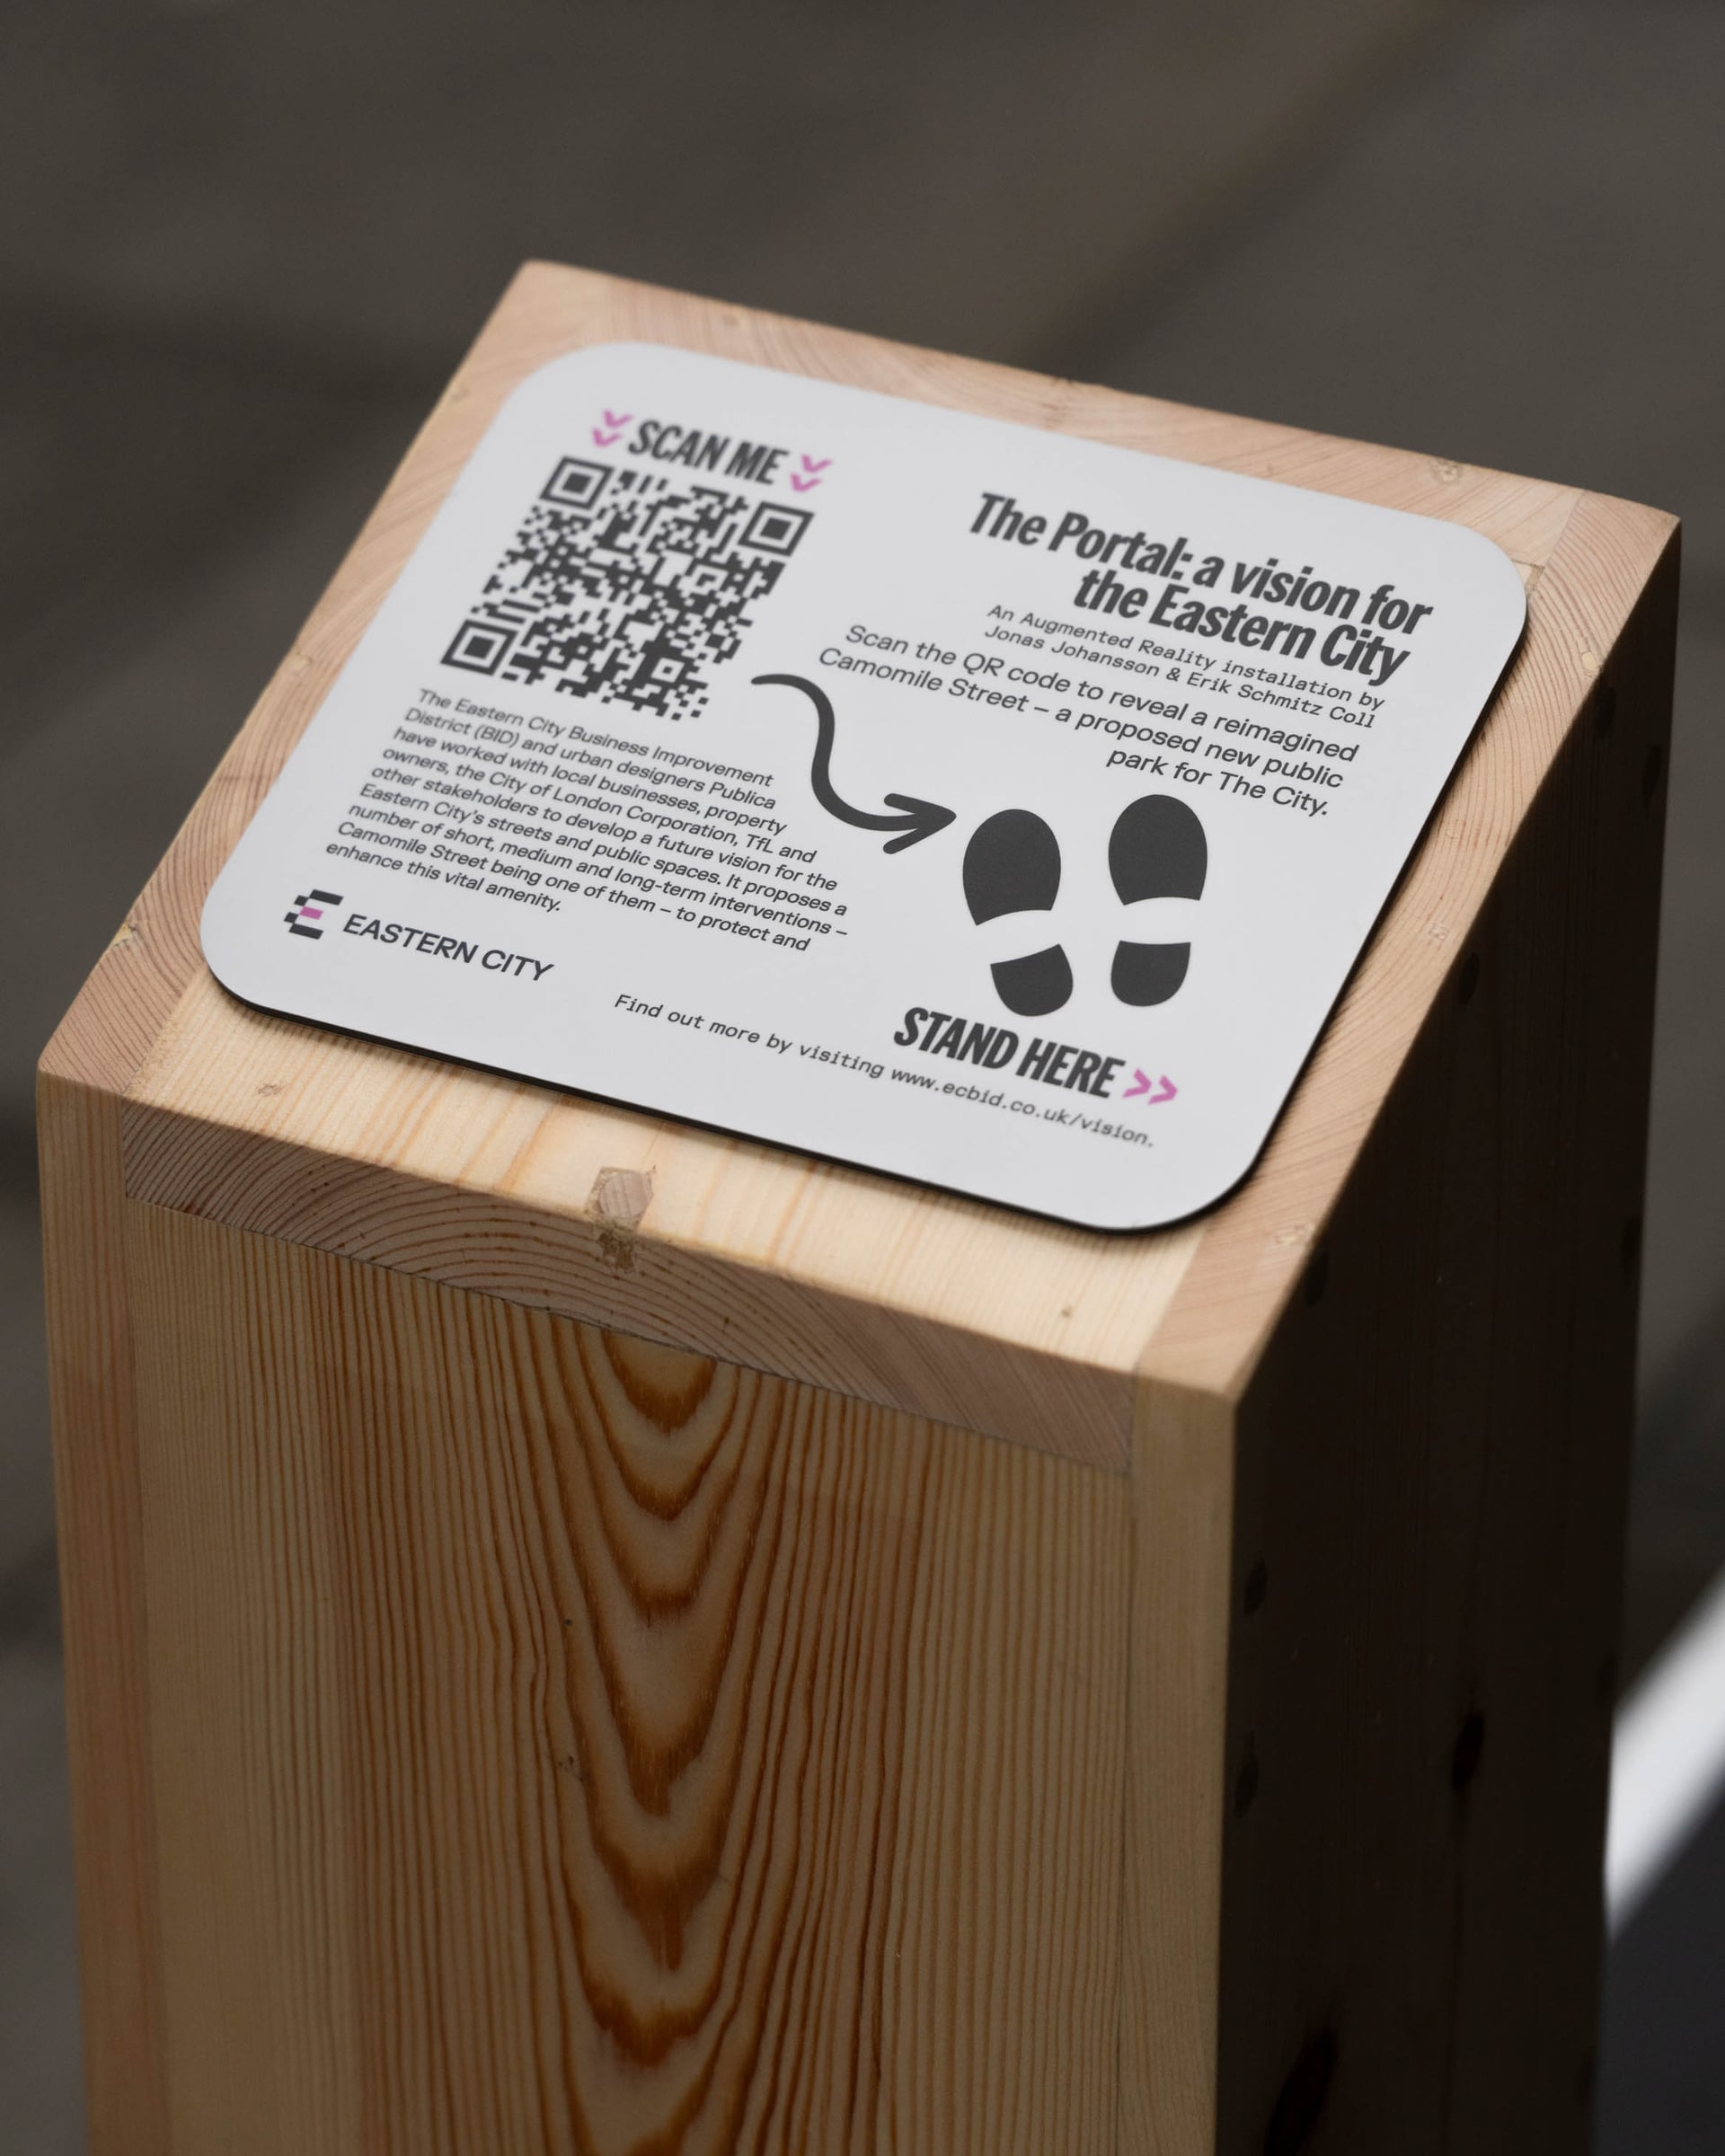 SCAN ME
The Portal: a vision for
the Eastern City
An Augmented Reality installation by
Jonas Johansson & Erik Schmitz Coll
Scan the QR code to reveal a reimagined
Camomile Street – a proposed new public
park for The City.
The Eastern City Business Improvement
District (BID) and urban designers Publica
have worked with local businesses, property
owners, the City of London Corporation, TfL and
other stakeholders to develop a future vision for the
Eastern City's streets and public spaces. It proposes a
number of short, medium and long-term interventions –
Camomile Street being one of them – to protect and
enhance this vital amenity.
EASTERN CITY
STAND HERE >>
Find out more by visiting www.ecbid.co.uk/vision.